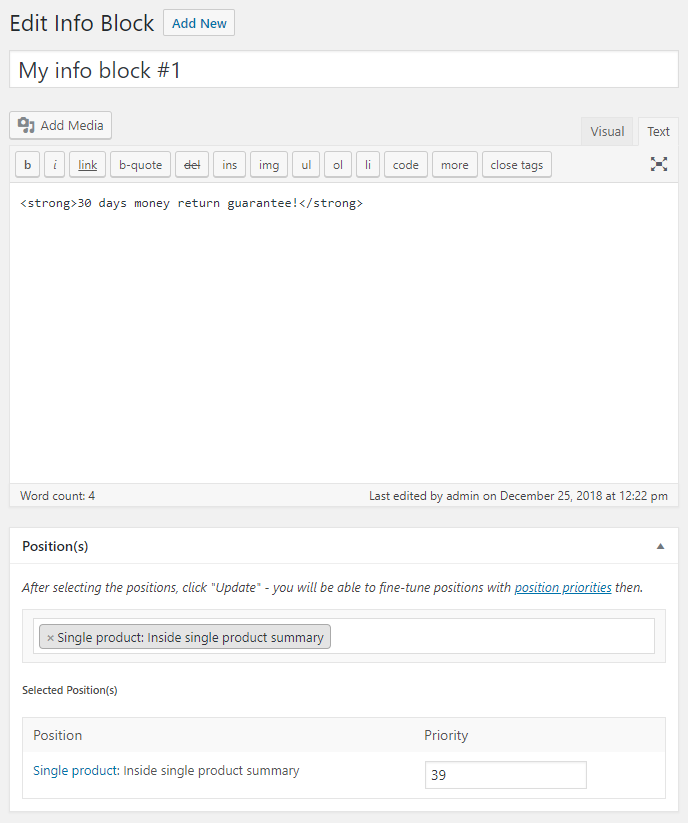 Edit Info Block Add New
My info block #1
Add Media
Visual Text
b i link b-quote del ins img ul ol li code more close tags
<strong>30 days money return guarantee!</strong>
Word count: 4 Last edited by admin on December 25, 2018 at 12:22 pm
Position(s)
After selecting the positions, click "Update" - you will be able to fine-tune positions with position priorities then.
× Single product: Inside single product summary
Selected Position(s)
Position Priority
Single product: Inside single product summary 39